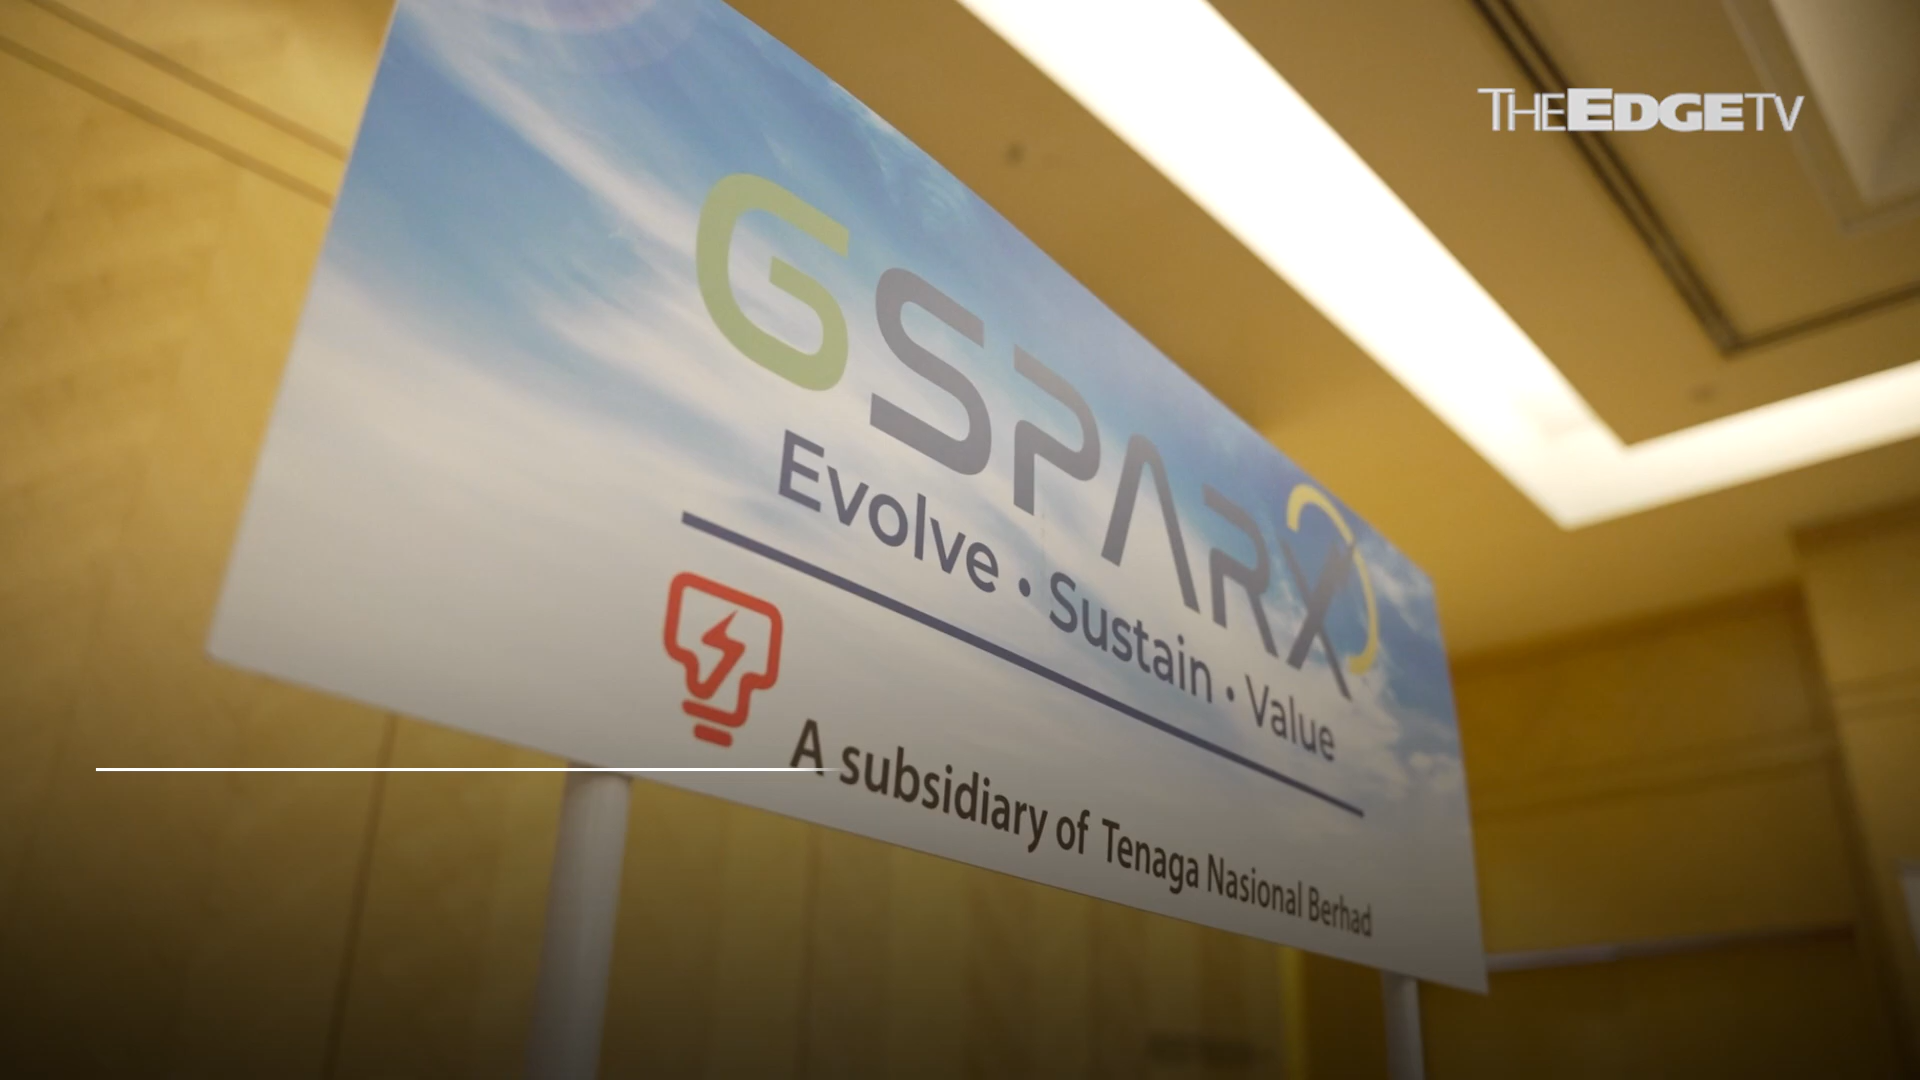 THEEDGETV
GSPARX
Evolve • Sustain • Value
A subsidiary of Tenaga Nasional Berhad